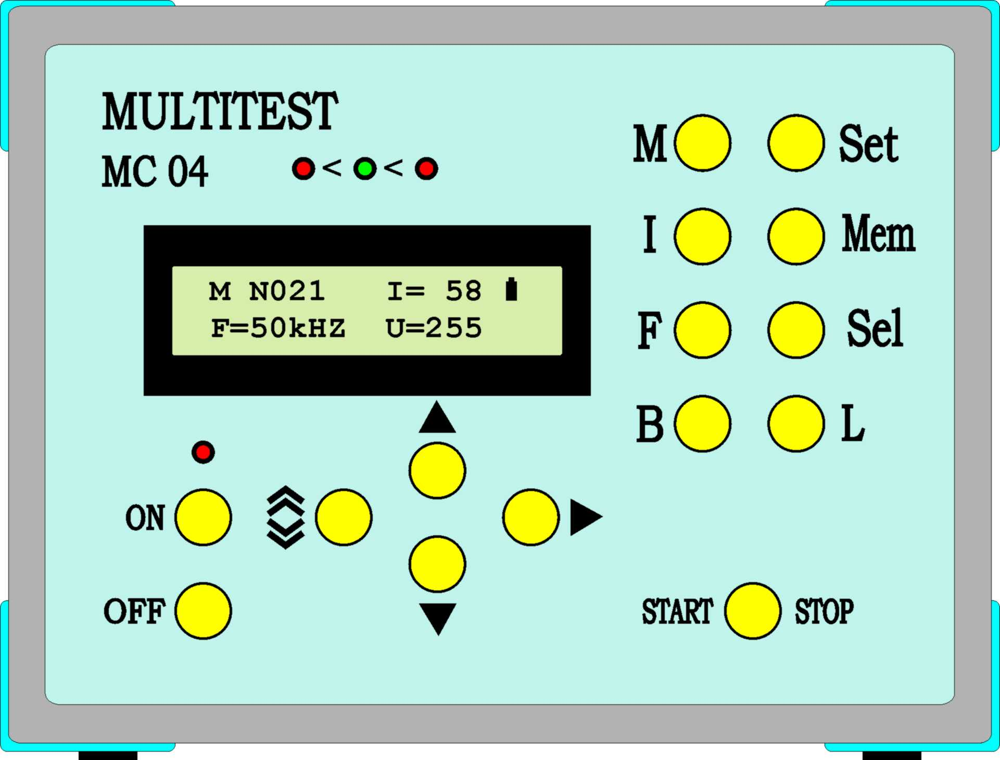 MULTITEST
MC 04
< <
M Set
I Mem
M N021 I= 58
F=50kHZ U=255
F Sel
B L
ON
OFF
START STOP